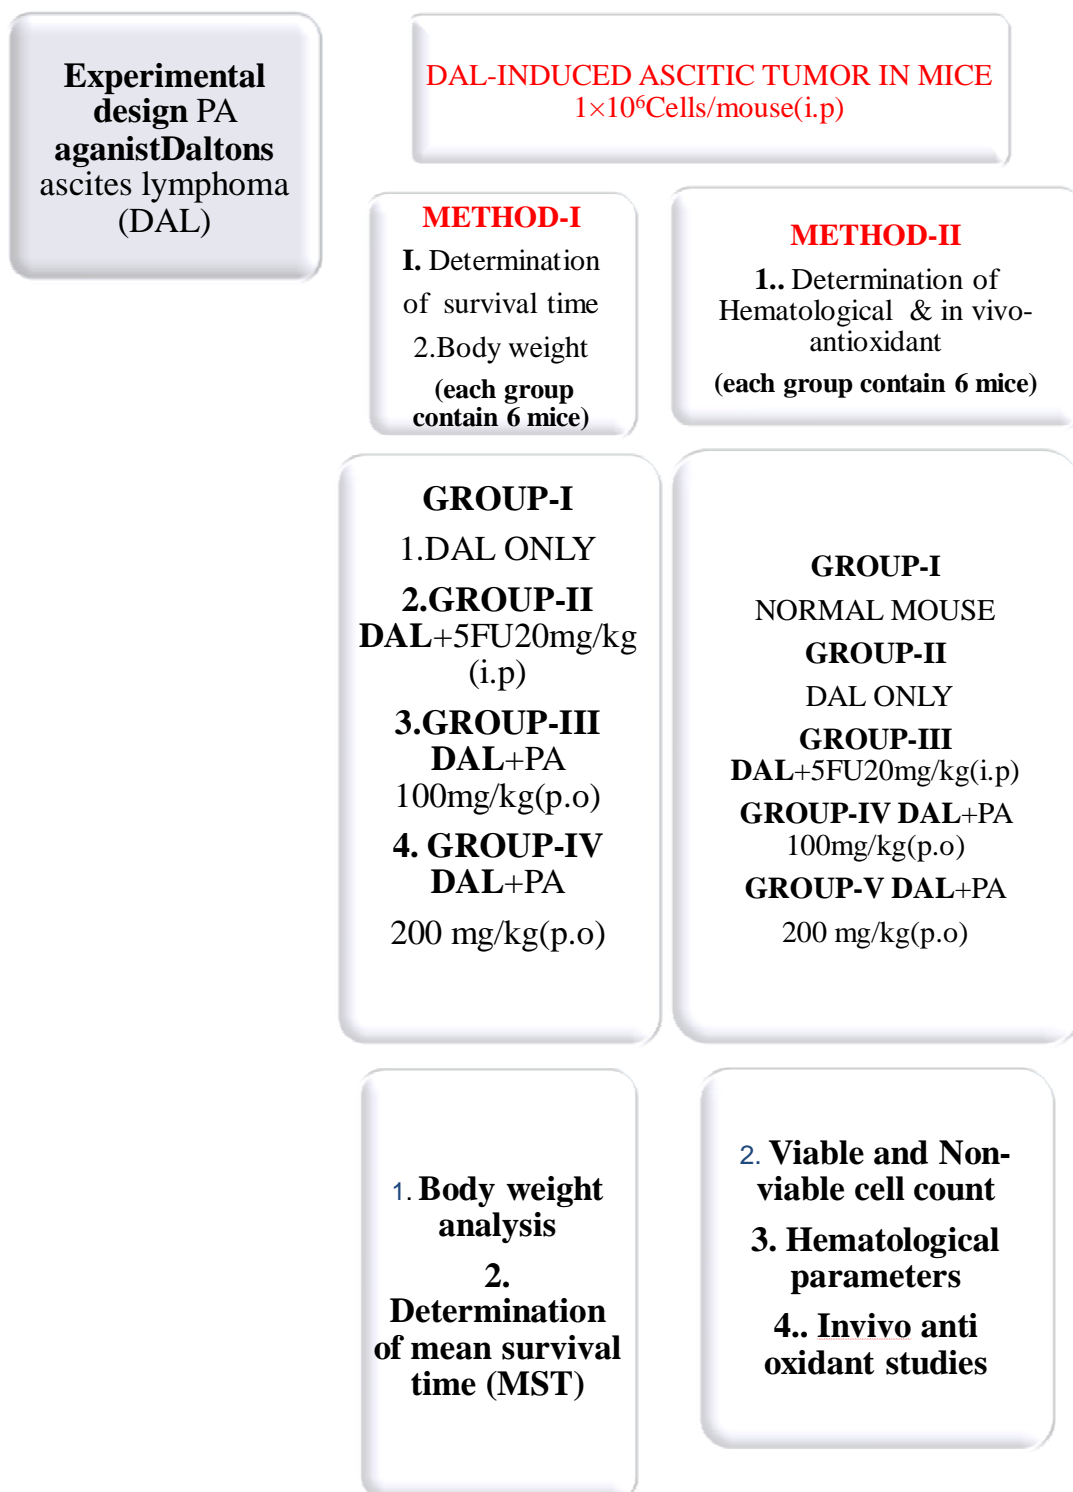 Experimental
design PA
aganistDaltons
ascites lymphoma
(DAL)
DAL-INDUCED ASCITIC TUMOR IN MICE
1×10⁶Cells/mouse(i.p)
METHOD-I
I. Determination
of survival time
2.Body weight
(each group
contain 6 mice)
METHOD-II
1.. Determination of
Hematological & in vivo-
antioxidant
(each group contain 6 mice)
GROUP-I
1.DAL ONLY
2.GROUP-II
DAL+5FU20mg/kg
(i.p)
3.GROUP-III
DAL+PA
100mg/kg(p.o)
4. GROUP-IV
DAL+PA
200 mg/kg(p.o)
GROUP-I
NORMAL MOUSE
GROUP-II
DAL ONLY
GROUP-III
DAL+5FU20mg/kg(i.p)
GROUP-IV DAL+PA
100mg/kg(p.o)
GROUP-V DAL+PA
200 mg/kg(p.o)
1. Body weight
analysis
2.
Determination
of mean survival
time (MST)
2. Viable and Non-
viable cell count
3. Hematological
parameters
4.. Invivo anti
oxidant studies